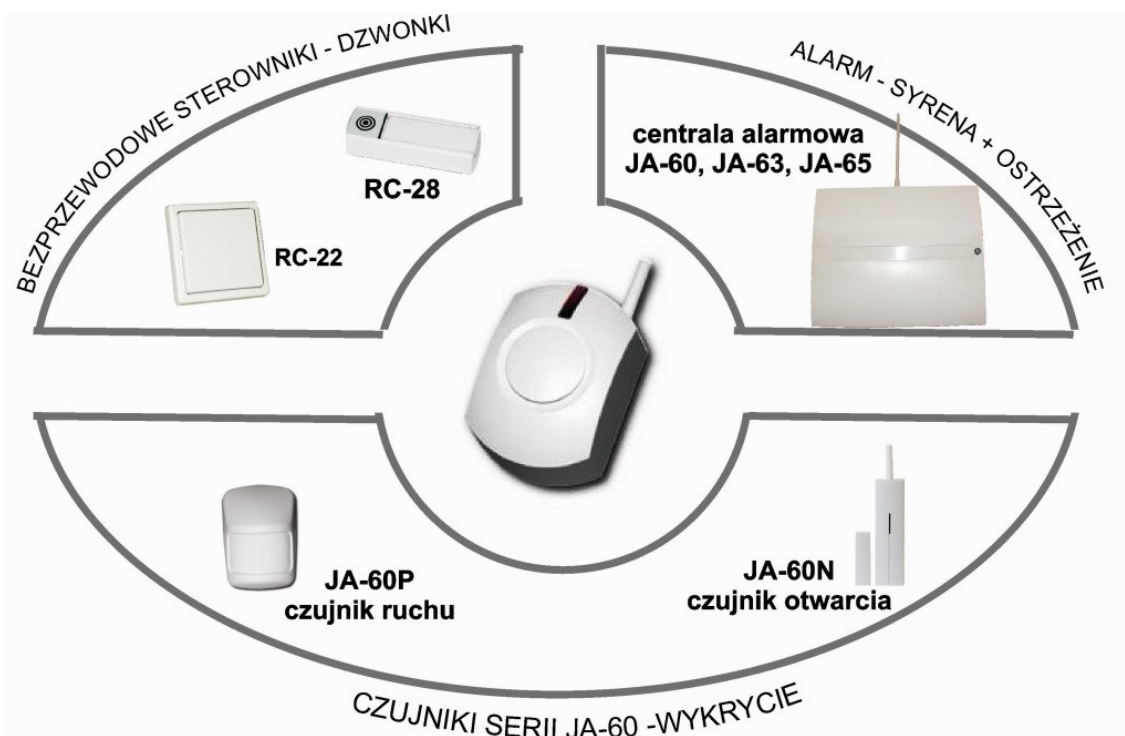 BEZPRZEWODOWE STEROWNIKI - DZWONKI
ALARM - SYRENA + OSTRZEŻENIE
centrala alarmowa
JA-60, JA-63, JA-65
RC-28
RC-22
JA-60P
czujnik ruchu
JA-60N
czujnik otwarcia
CZUJNIKI SERII JA-60 -WYKRYCIE